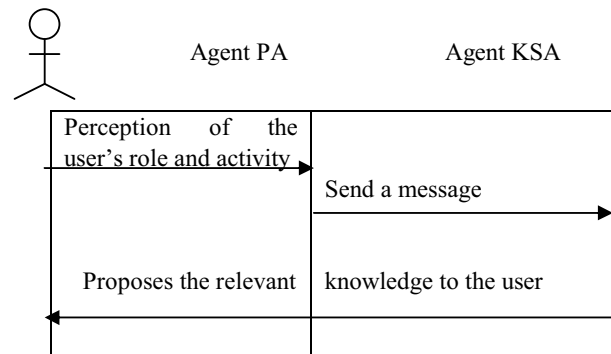 Agent PA Agent KSA
Perception of the
user's role and activity
Send a message
Proposes the relevant knowledge to the user